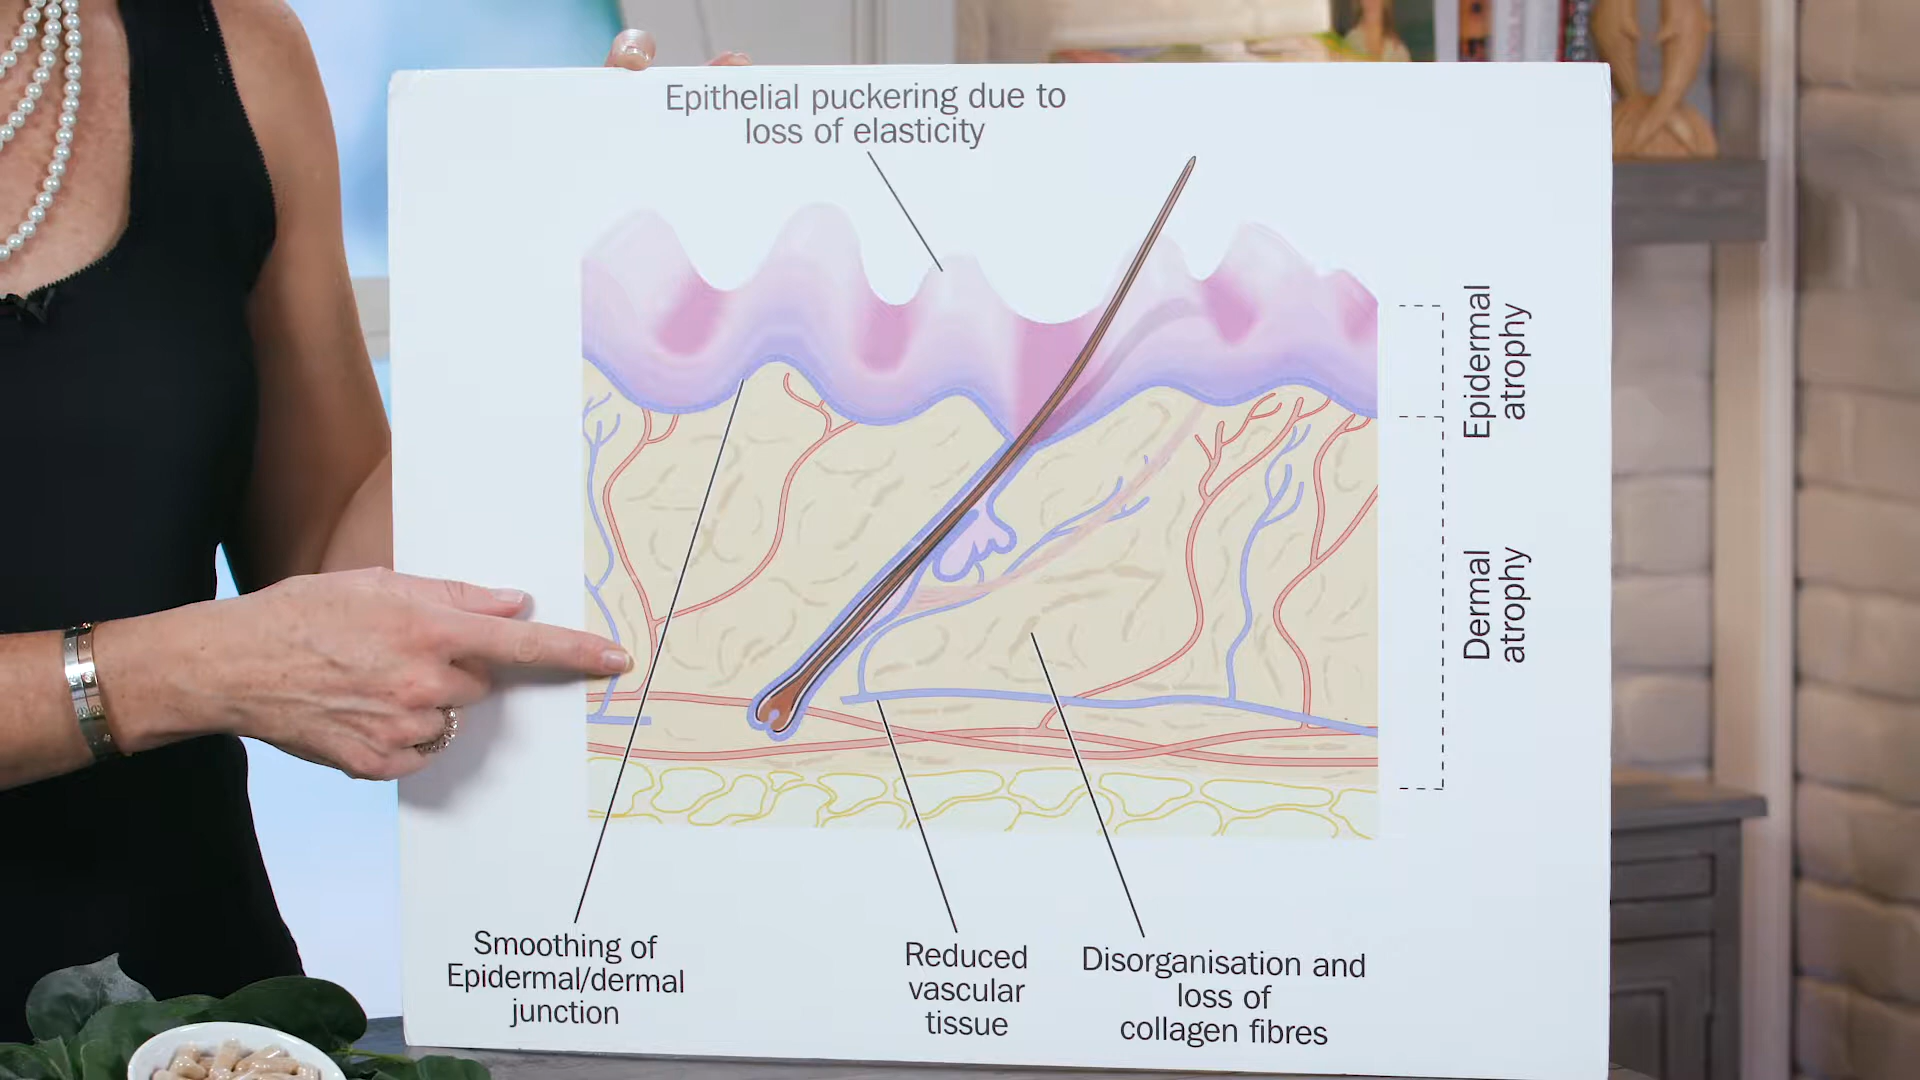 Epithelial puckering due to
loss of elasticity
Epidermal
atrophy
Dermal
atrophy
Smoothing of
Epidermal/dermal
junction
Reduced
vascular
tissue
Disorganisation and
loss of
collagen fibres